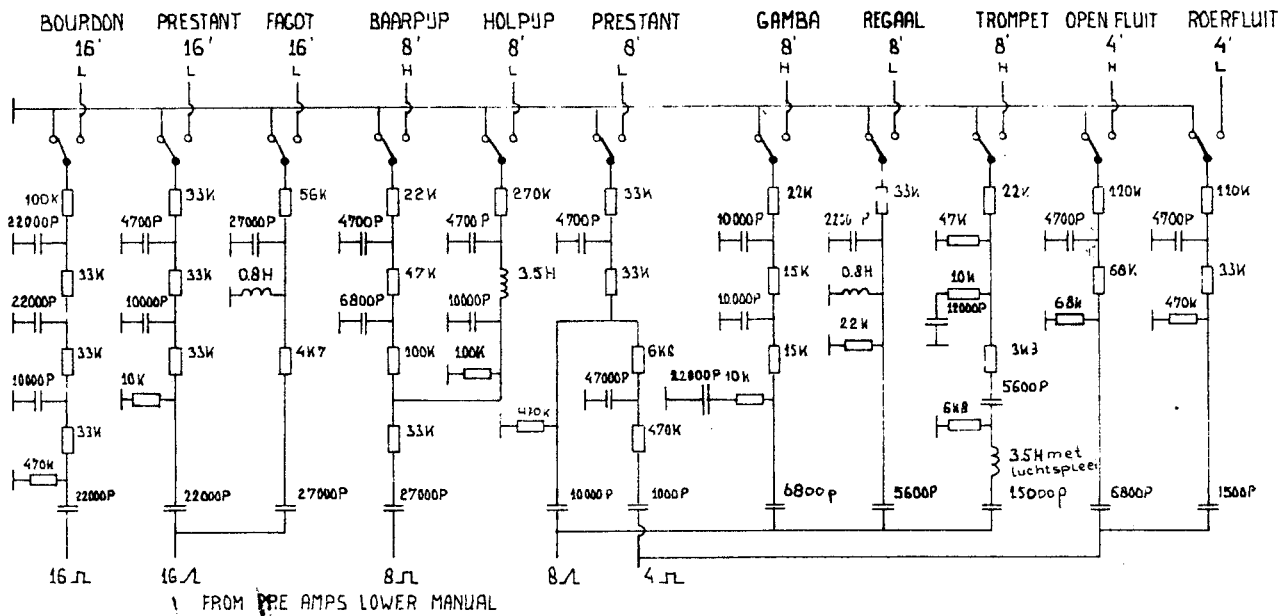 BOURDON PRESTANT FAGOT BAARPIJP HOLPIJP PRESTANT GAMBA REGAAL TROMPET OPEN FLUIT ROERFLUIT
16' 16' 16' 8' 8' 8' 8' 8' 8' 4' 4'
L L L H L L H L H H L
100K 33K 56K 22K 270K 33K 22K 33K 22K 120K 120K
22000P 4700P 27000P 4700P 4700P 4700P 10000P 2200P 47K 4700P 4700P
33K 33K 0.8H 47K 3.5H 33K 15K 0.8H 10K 68K 33K
22000P 10000P 6800P 10000P 10.000P 22K 12000P 68K 470K
33K 33K 4K7 100K 100K 6K8 15K 3K3
10000P 10K 47000P 22000P 10K 5600P
33K 33K 470K 470K 6K8
470K 3.5H met
luchtspleet
22000P 22000P 27000P 27000P 10000P 1000P 6800P 5600P 15000P 6800P 1500P
16 16 8 8 4
FROM PRE AMPS LOWER MANUAL